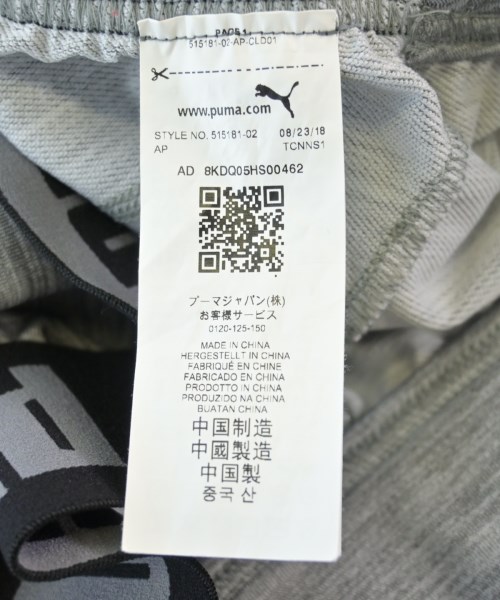 PAGE 1
515181-02-AP-CLD01
www.puma.com
STYLE NO. 515181-02 08/23/18
AP TCNNS1
AD 8KDQ05HS00462
プーマジャパン(株)
お客様サービス
0120-125-150
MADE IN CHINA
HERGESTELLT IN CHINA
FABRIQUÉ EN CHINE
FABRICADO EN CHINA
PRODOTTO IN CHINA
PRODUZIDO NA CHINA
BUATAN CHINA
中国制造
中國製造
中国製
중국 산